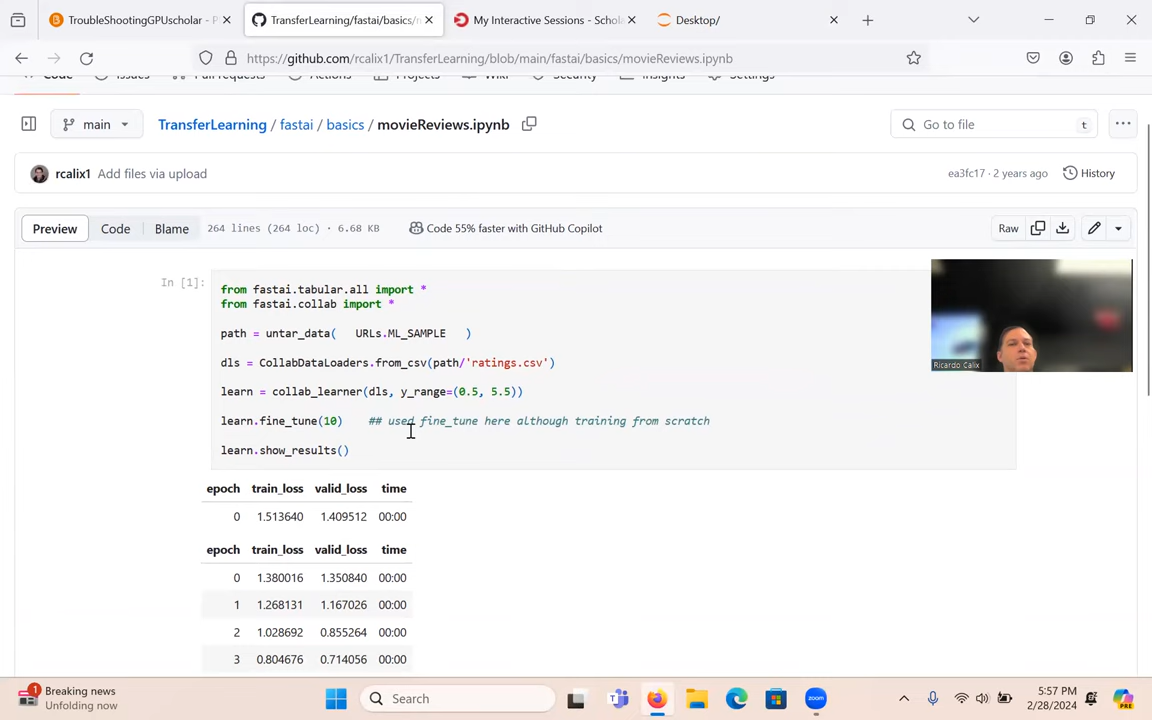 TroubleShootingGPUscholar - P
TransferLearning/fastai/basics/
My Interactive Sessions - Schol
Desktop/
https://github.com/rcalix1/TransferLearning/blob/main/fastai/basics/movieReviews.ipynb
main
TransferLearning / fastai / basics / movieReviews.ipynb
Go to file
t
rcalix1 Add files via upload
ea3fc17 · 2 years ago
History
Preview
Code
Blame
264 lines (264 loc) · 6.68 KB
Code 55% faster with GitHub Copilot
Raw
In [1]:
from fastai.tabular.all import *
from fastai.collab import *
path = untar_data( URLs.ML_SAMPLE )
dls = CollabDataLoaders.from_csv(path/'ratings.csv')
learn = collab_learner(dls, y_range=(0.5, 5.5))
learn.fine_tune(10) ## used fine_tune here although training from scratch
learn.show_results()
Ricardo Calix
epoch train_loss valid_loss time
0 1.513640 1.409512 00:00
epoch train_loss valid_loss time
0 1.380016 1.350840 00:00
1 1.268131 1.167026 00:00
2 1.028692 0.855264 00:00
3 0.804676 0.714056 00:00
1
Breaking news
Unfolding now
Search
zoom
5:57 PM
2/28/2024
PRE